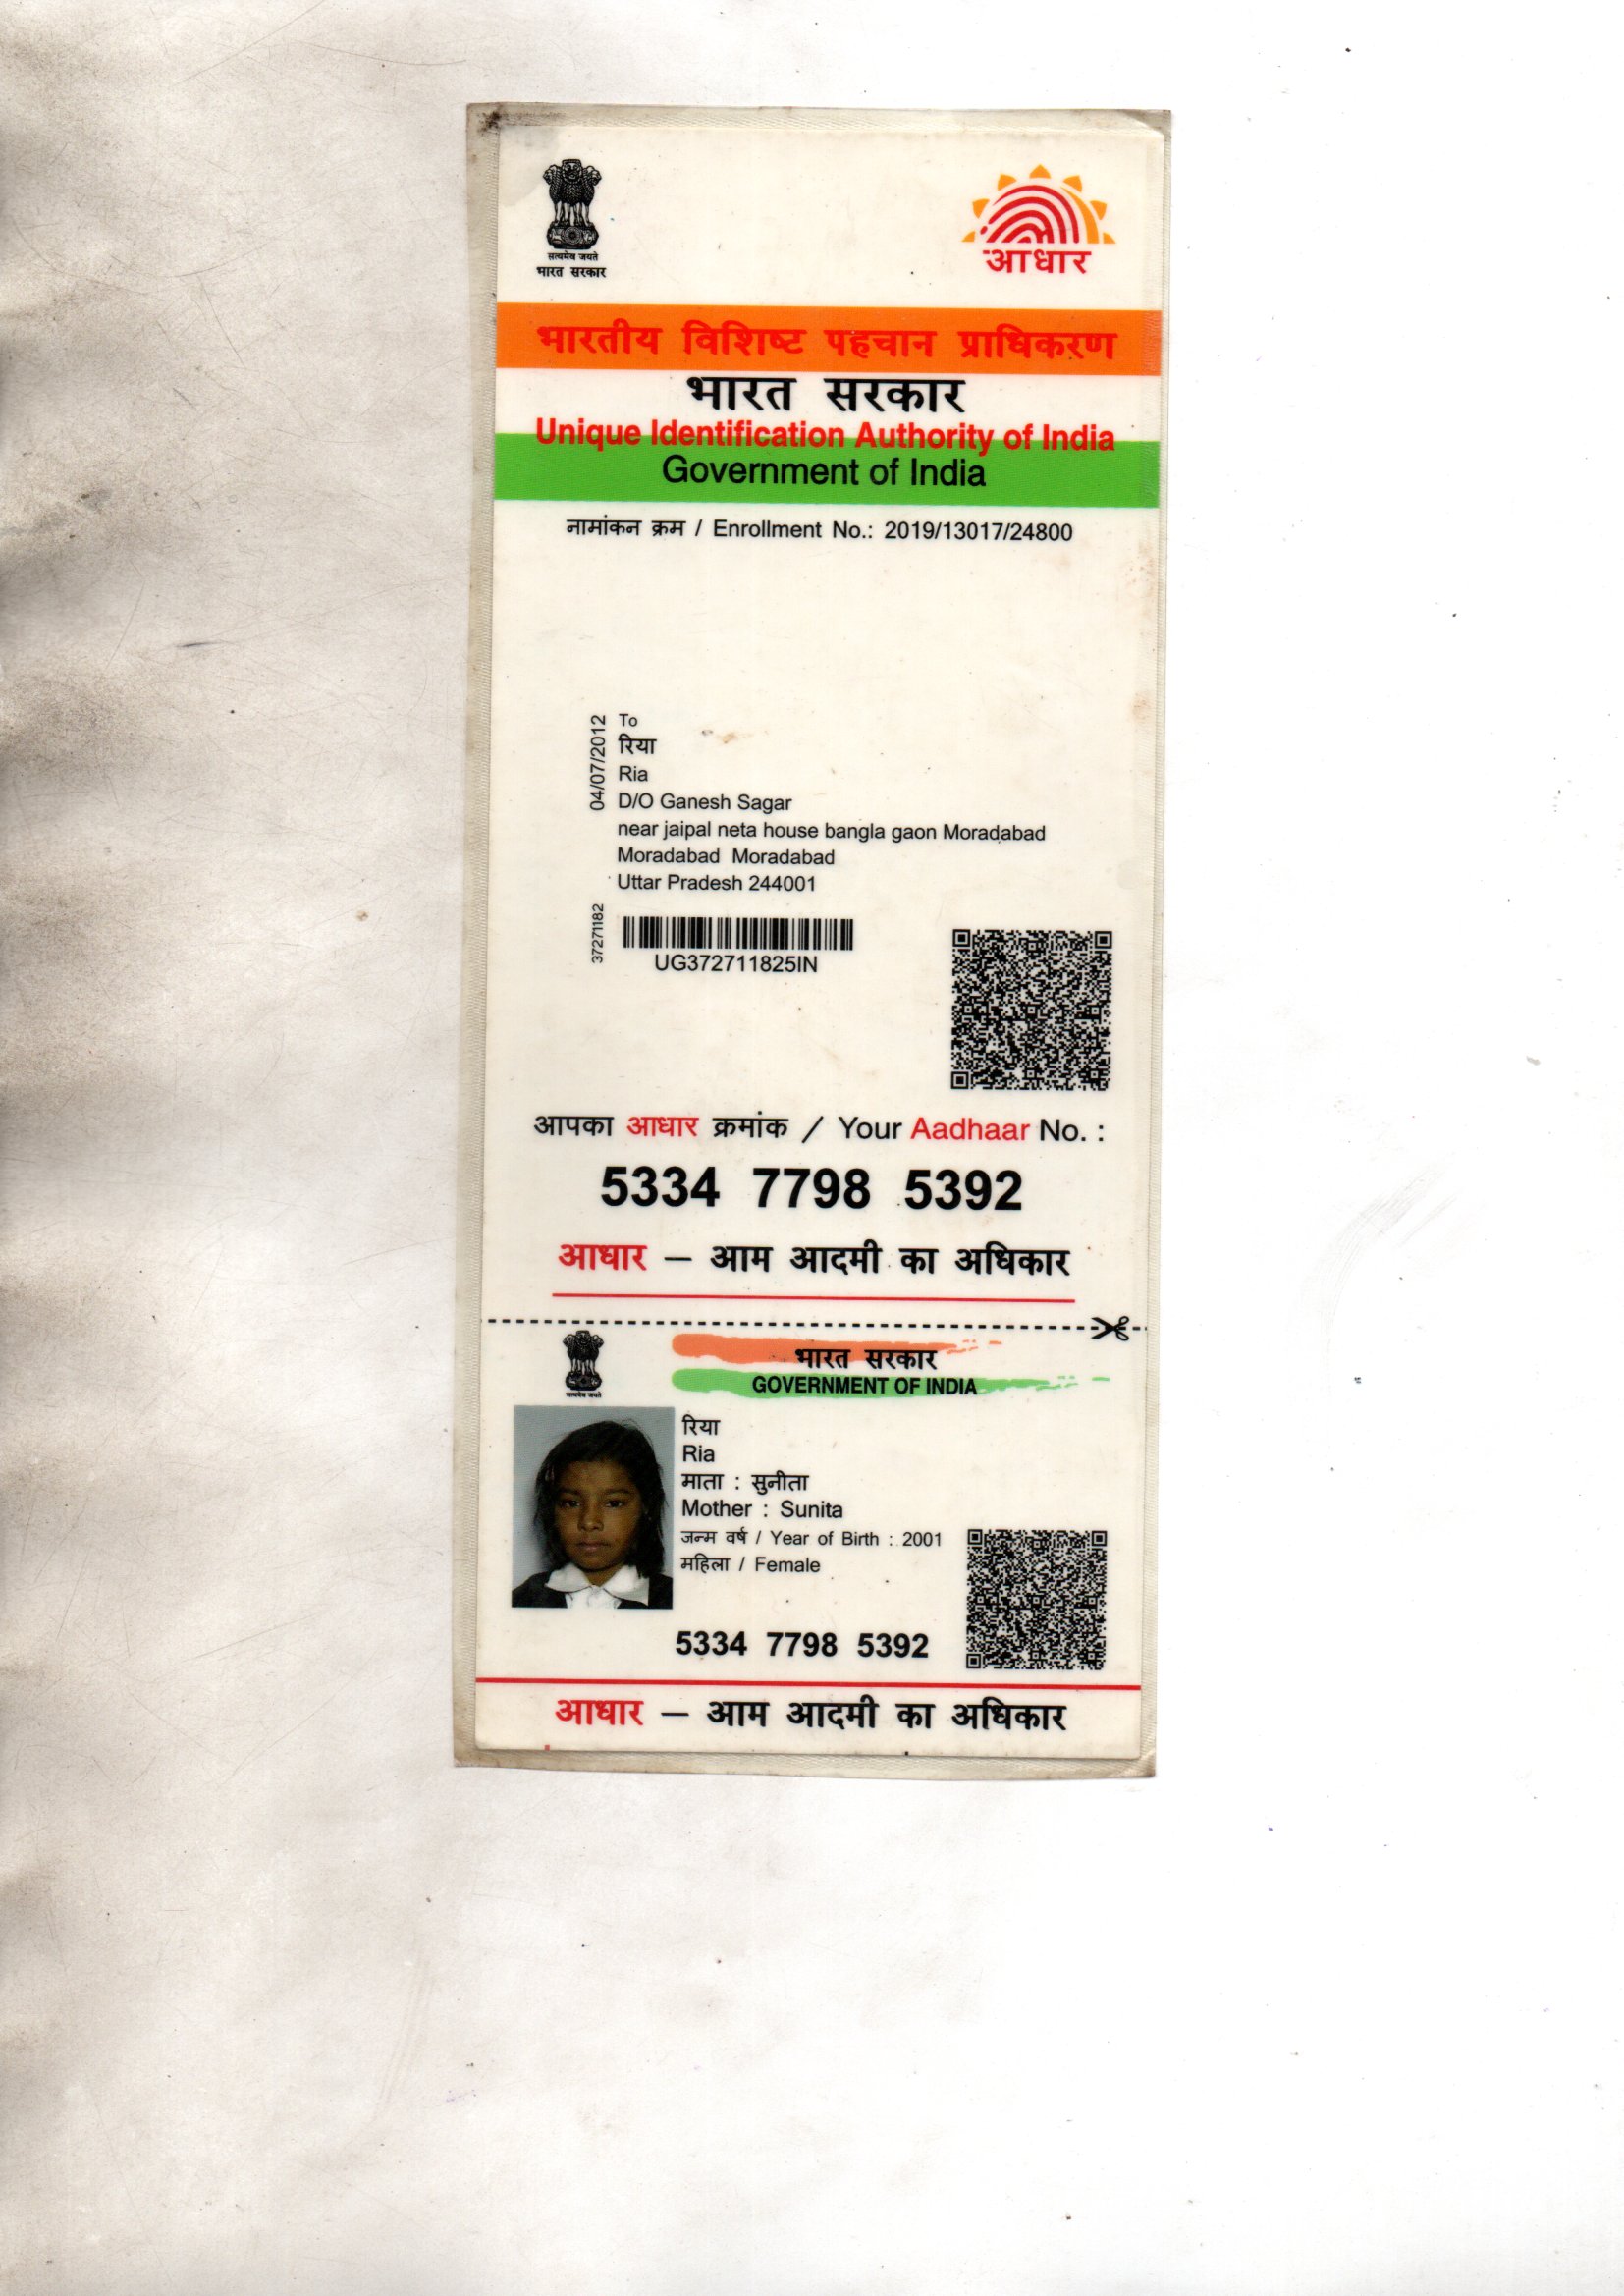 सत्यमेव जयते
भारत सरकार
आधार
भारतीय विशिष्ट पहचान प्राधिकरण
भारत सरकार
Unique Identification Authority of India
Government of India
नामांकन क्रम / Enrollment No.: 2019/13017/24800
04/07/2012
To
रिया
Ria
D/O Ganesh Sagar
near jaipal neta house bangla gaon Moradabad
Moradabad Moradabad
Uttar Pradesh 244001
37271182
UG372711825IN
आपका आधार क्रमांक / Your Aadhaar No. :
5334 7798 5392
आधार – आम आदमी का अधिकार
सत्यमेव जयते
भारत सरकार
GOVERNMENT OF INDIA
रिया
Ria
माता : सुनीता
Mother : Sunita
जन्म वर्ष / Year of Birth : 2001
महिला / Female
5334 7798 5392
आधार – आम आदमी का अधिकार